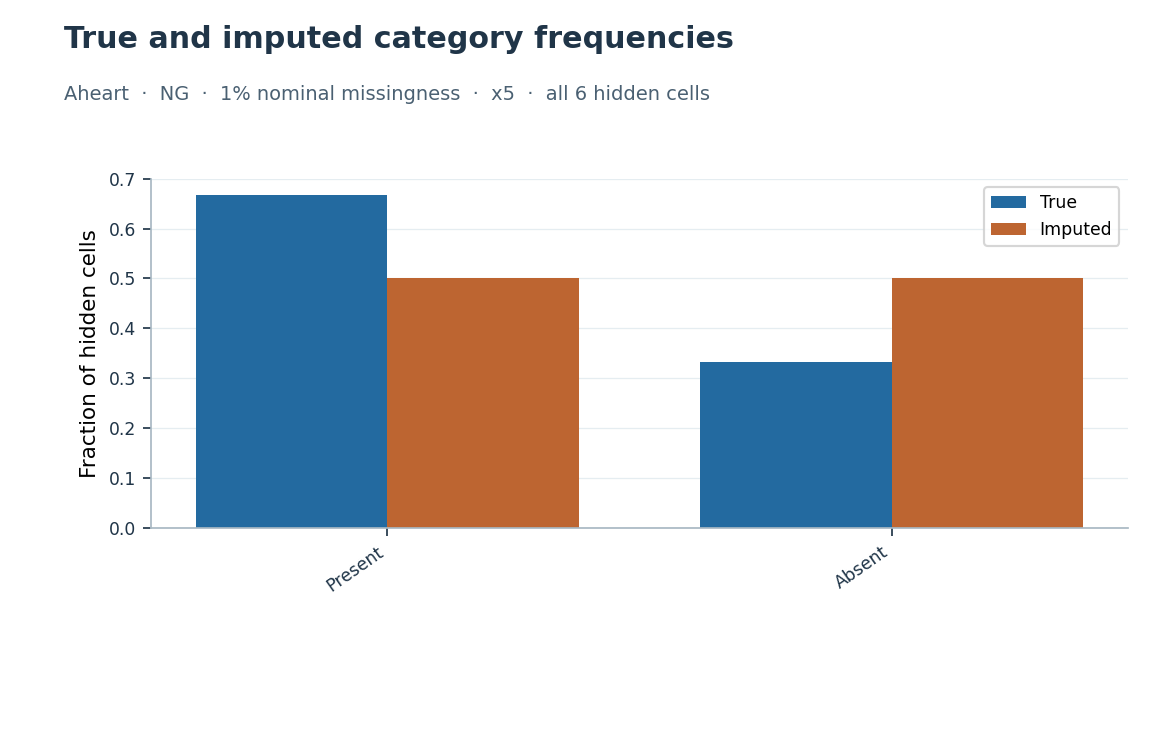 True and imputed category frequencies
Aheart · NG · 1% nominal missingness · x5 · all 6 hidden cells
Fraction of hidden cells
0.7
0.6
0.5
0.4
0.3
0.2
0.1
0.0
True
Imputed
Present
Absent